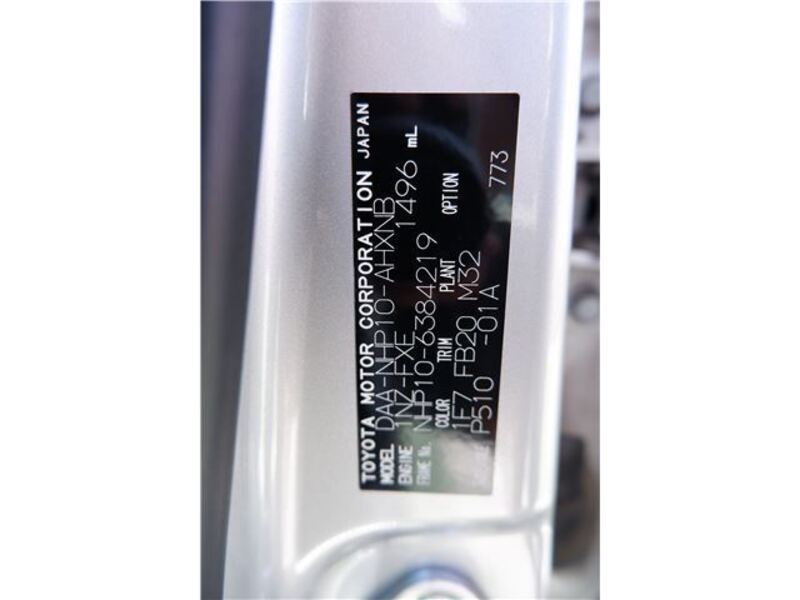 TOYOTA MOTOR CORPORATION JAPAN
MODEL DAA-NHP10-AHXNB
ENGINE 1NZ-FXE 1496 mL
FRAME No. NHP10-6384219
COLOR TRIM PLANT OPTION
1F7 FB20 M32
P510 -01A 773